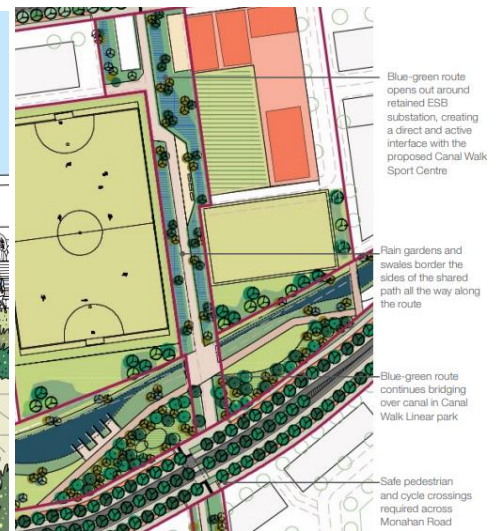 Blue-green route
opens out around
retained ESB
substation, creating
a direct and active
interface with the
proposed Canal Walk
Sport Centre
Rain gardens and
swales border the
sides of the shared
path all the way along
the route
Blue-green route
continues bridging
over canal in Canal
Walk Linear park
Safe pedestrian
and cycle crossings
required across
Monahan Road